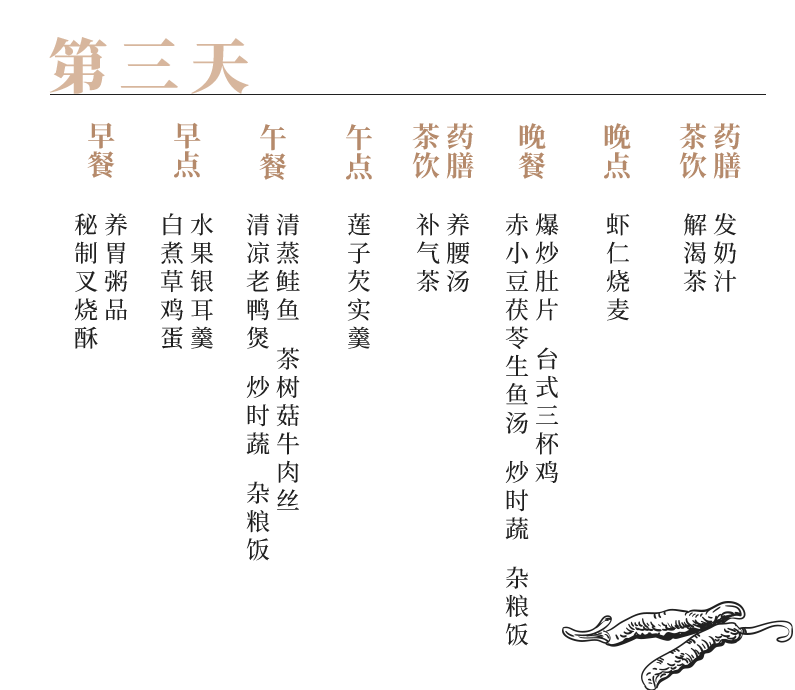 第三天
早餐
养胃粥品
秘制叉烧酥
早点
水果银耳羹
白煮草鸡蛋
午餐
清蒸鲑鱼 茶树菇牛肉丝
清凉老鸭煲 炒时蔬 杂粮饭
午点
莲子芡实羹
药膳
茶饮
养腰汤
补气茶
晚餐
爆炒肚片 台式三杯鸡
赤小豆茯苓生鱼汤 炒时蔬 杂粮饭
晚点
虾仁烧麦
药膳
茶饮
发奶汁
解渴茶